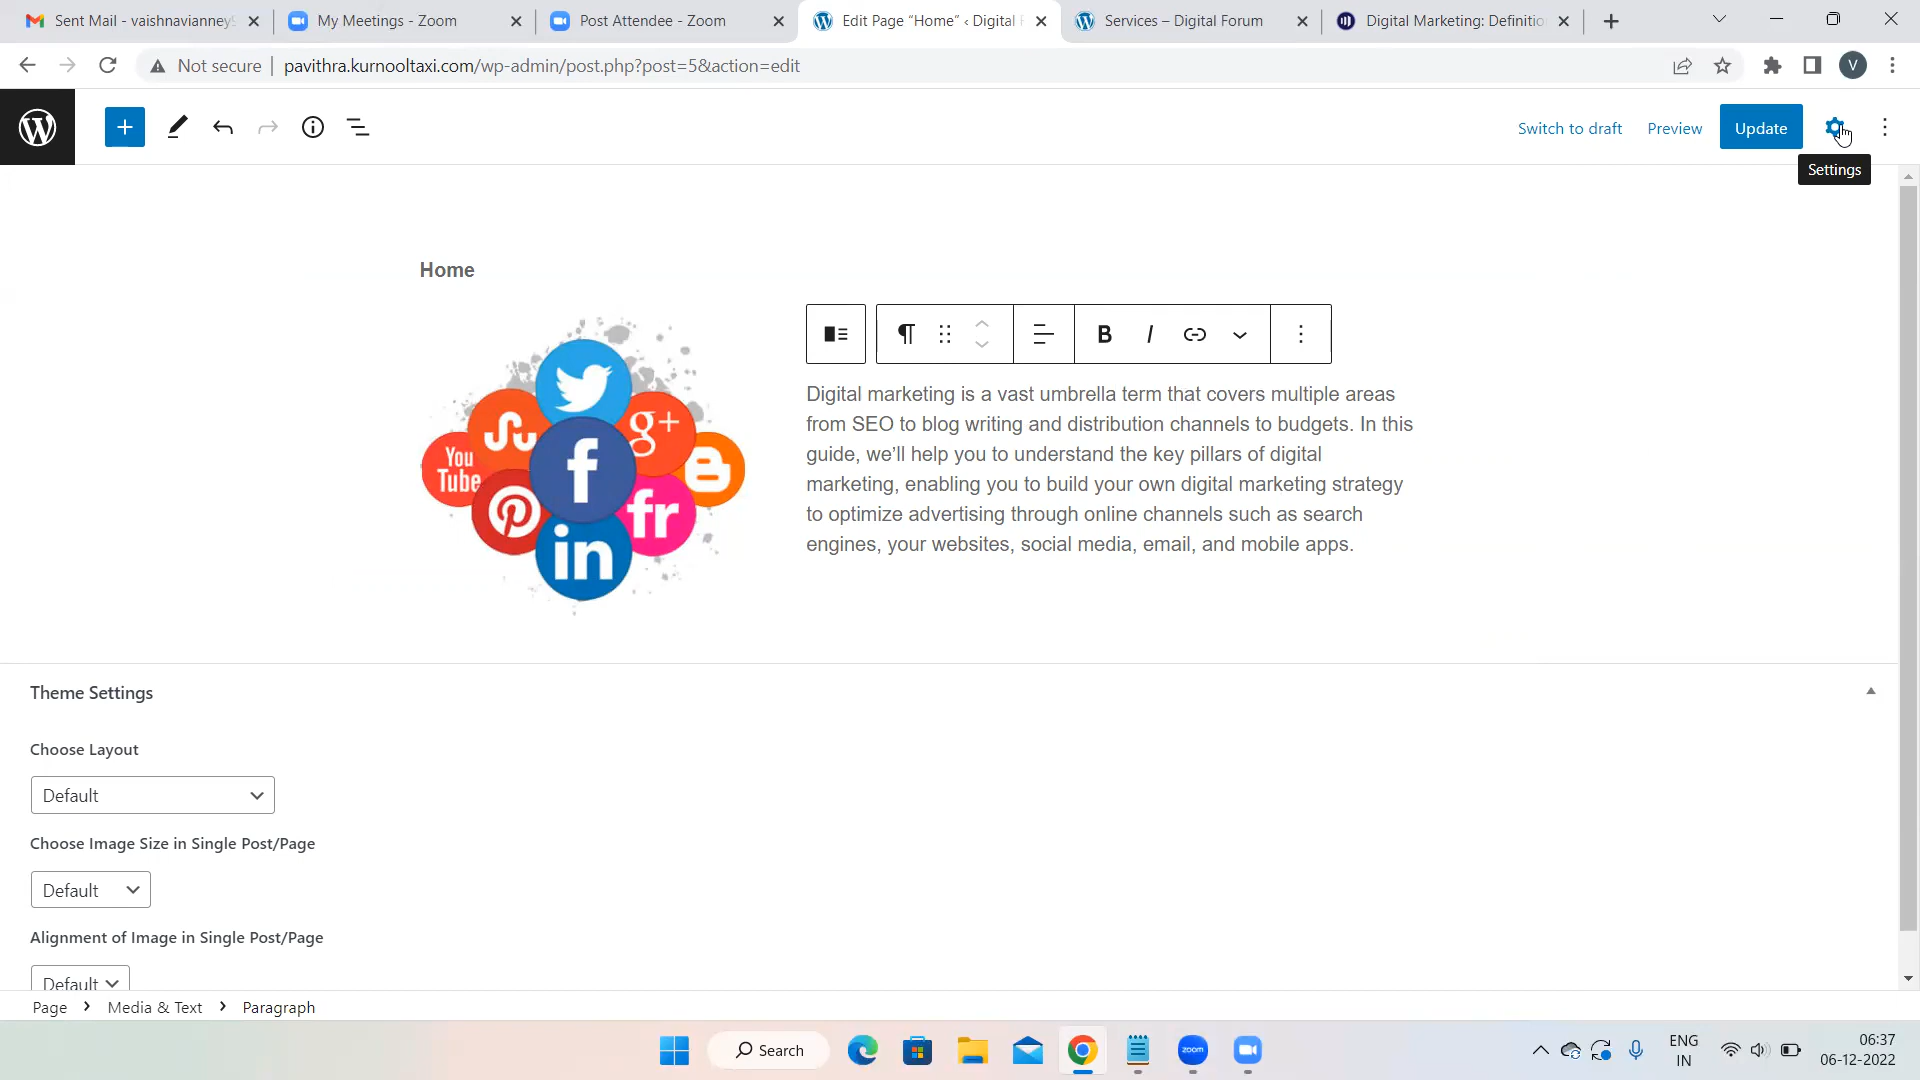 Sent Mail - vaishnavianney
My Meetings - Zoom
Post Attendee - Zoom
Edit Page “Home” ‹ Digital F
Services – Digital Forum
Digital Marketing: Definitio
Not secure
pavithra.kurnooltaxi.com/wp-admin/post.php?post=5&action=edit
V
Switch to draft
Preview
Update
Settings
Home
B
I
Digital marketing is a vast umbrella term that covers multiple areas
from SEO to blog writing and distribution channels to budgets. In this
guide, we’ll help you to understand the key pillars of digital
marketing, enabling you to build your own digital marketing strategy
to optimize advertising through online channels such as search
engines, your websites, social media, email, and mobile apps.
g+
You
Tube
f
fr
in
Theme Settings
Choose Layout
Default
Choose Image Size in Single Post/Page
Default
Alignment of Image in Single Post/Page
Default
Page
Media & Text
Paragraph
Search
zoom
ENG
IN
06:37
06-12-2022